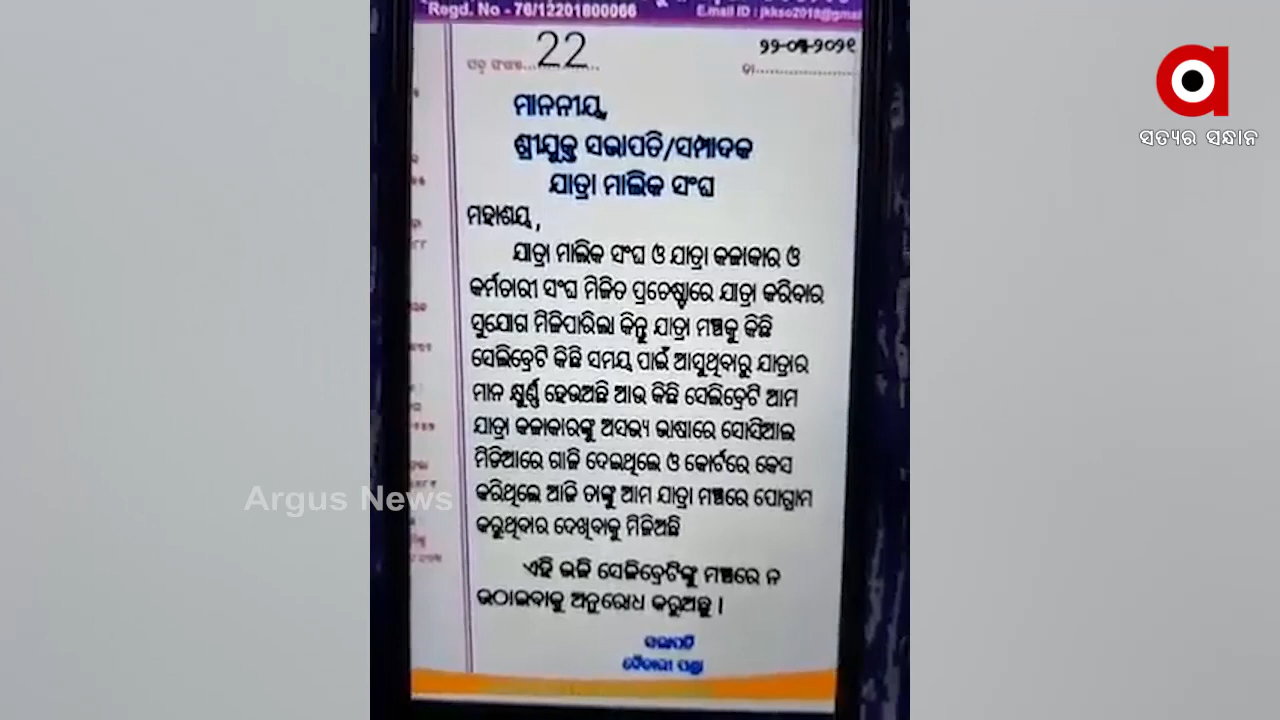 Regd. No - 76/12201800066
E.mail ID : jkkso2018@gmai
ପତ୍ର ସଂଖ୍ୟା............ 22
୨୨-୦୩-୨୦୨୧
ତା...................
ମାନନୀୟ,
ଶ୍ରୀଯୁକ୍ତ ସଭାପତି/ସମ୍ପାଦକ
ଯାତ୍ରା ମାଲିକ ସଂଘ
ମହାଶୟ,
ଯାତ୍ରା ମାଲିକ ସଂଘ ଓ ଯାତ୍ରା କଳାକାର ଓ
କର୍ମଚାରୀ ସଂଘ ମିଳିତ ପ୍ରଚେଷ୍ଟାରେ ଯାତ୍ରା କରିବାର
ସୁଯୋଗ ମିଳିପାରିଲା କିନ୍ତୁ ଯାତ୍ରା ମଞ୍ଚକୁ କିଛି
ସେଲିବ୍ରେଟି କିଛି ସମୟ ପାଇଁ ଆସୁଥିବାରୁ ଯାତ୍ରାର
ମାନ କ୍ଷୁର୍ଣ୍ଣ ହେଉଅଛି ଆଉ କିଛି ସେଲିବ୍ରେଟି ଆମ
ଯାତ୍ରା କଳାକାରଙ୍କୁ ଅସଭ୍ୟ ଭାଷାରେ ସୋସିଆଲ
ମିଡିଆରେ ଗାଳି ଦେଇଥିଲେ ଓ କୋର୍ଟରେ କେସ
କରିଥିଲେ ଆଜି ତାଙ୍କୁ ଆମ ଯାତ୍ରା ମଞ୍ଚରେ ପୋଗ୍ରାମ
କରୁଥିବାର ଦେଖିବାକୁ ମିଳିଅଛି
ଏହି ଭଳି ସେଲିବ୍ରେଟିଙ୍କୁ ମଞ୍ଚରେ ନ
ଉଠାଇବାକୁ ଅନୁରୋଧ କରୁଅଛୁ ।
ସଭାପତି
ଦୈତାରୀ ପଣ୍ଡା
ସତ୍ୟର ସନ୍ଧାନ
Argus News